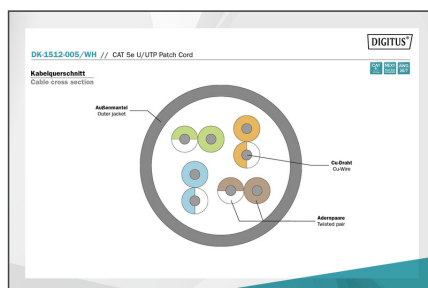 DIGITUS®
DK-1512-005/WH // CAT 5e U/UTP Patch Cord
Kabelquerschnitt
Cable cross section
Außenmantel
Outer jacket
Cu-Draht
Cu-Wire
Adernpaare
Twisted pair